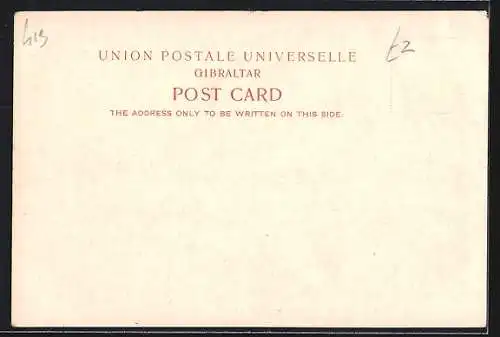 UNION POSTALE UNIVERSELLE
GIBRALTAR
POST CARD
THE ADDRESS ONLY TO BE WRITTEN ON THIS SIDE.